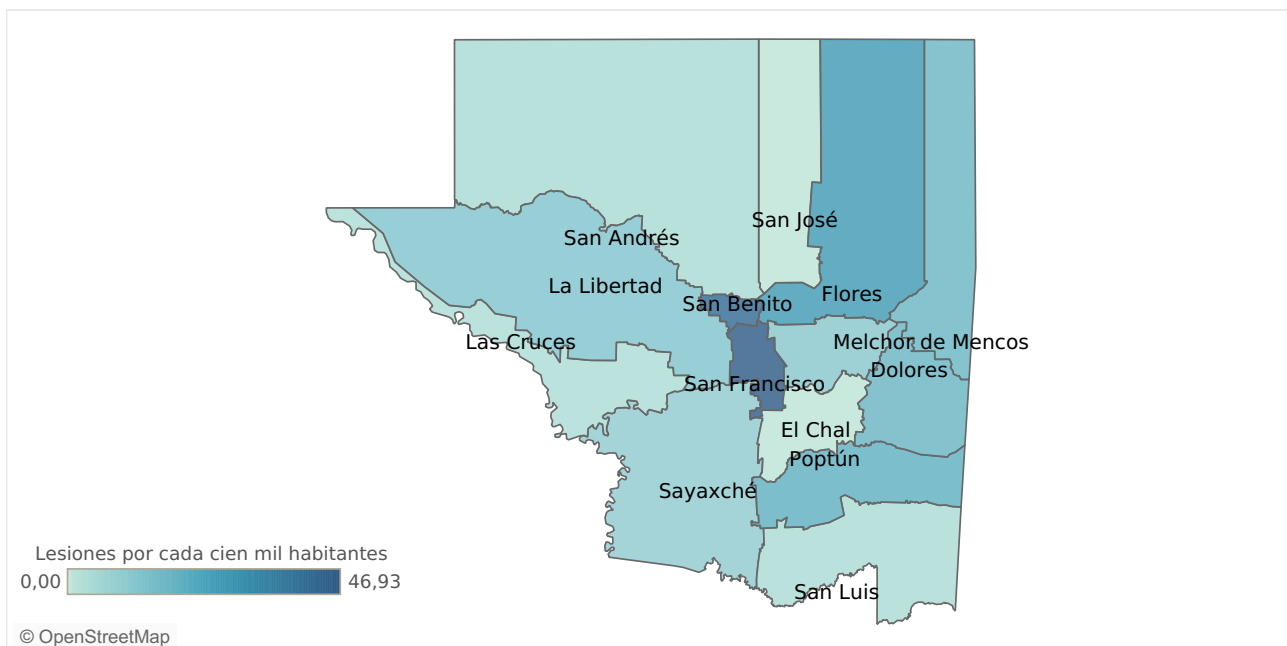 San José
San Andrés
La Libertad
Flores
San Benito
Las Cruces
Melchor de Mencos
Dolores
San Francisco
El Chal
Poptún
Sayaxché
Lesiones por cada cien mil habitantes
0,00
46,93
San Luis
© OpenStreetMap